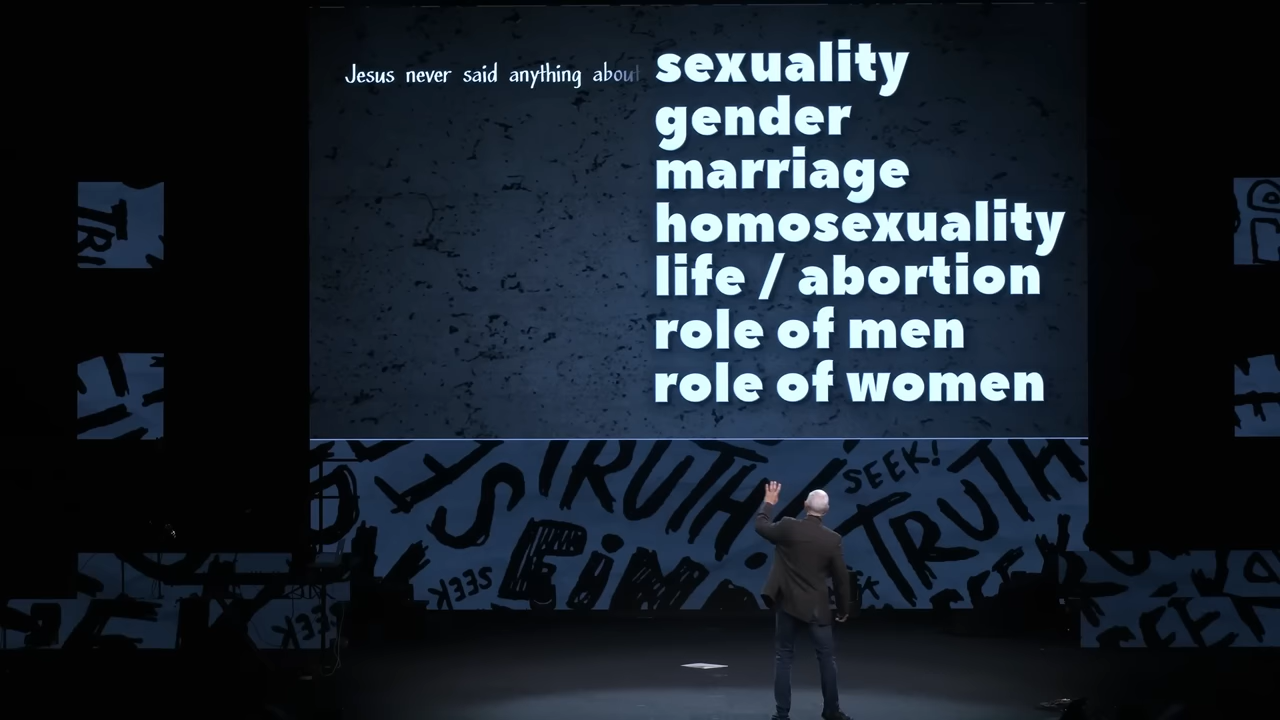 Jesus never said anything about
sexuality
gender
marriage
homosexuality
life / abortion
role of men
role of women
TRUTH
SEEK!
TRUTH
SEEK